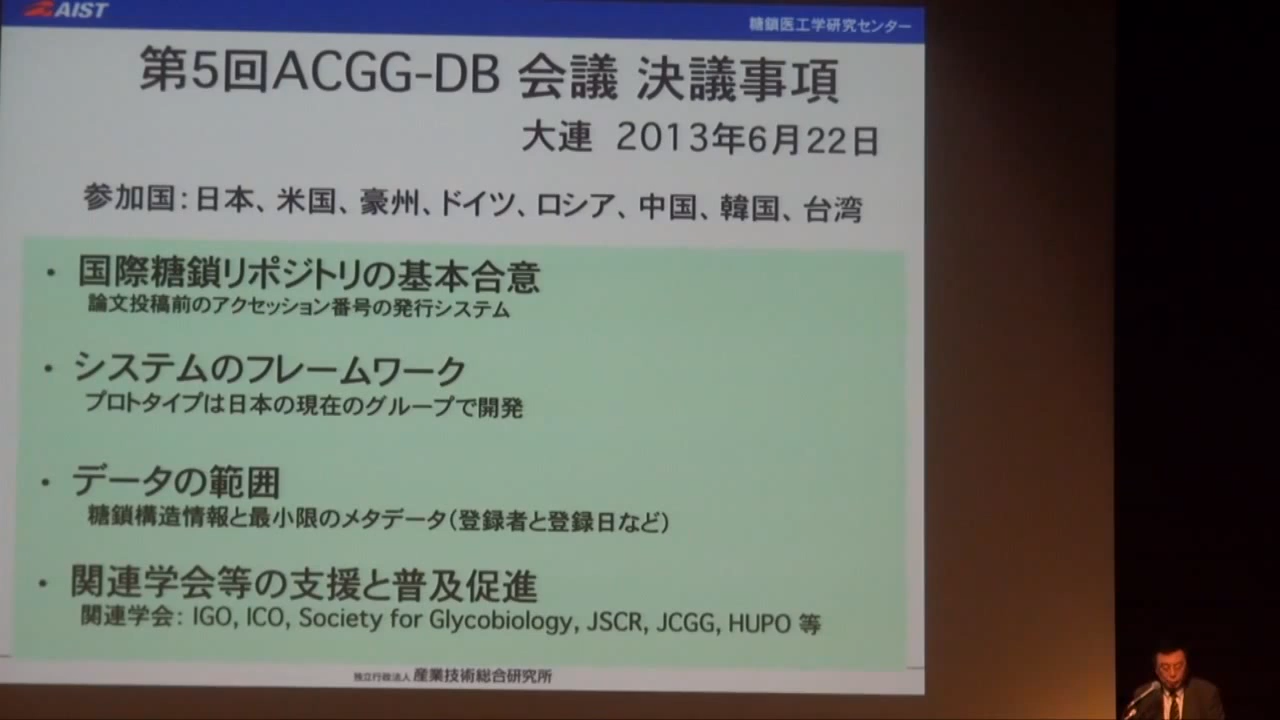 AIST
糖鎖医工学研究センター
第5回ACGG-DB 会議 決議事項
大連 2013年6月22日
参加国：日本、米国、豪州、ドイツ、ロシア、中国、韓国、台湾
・ 国際糖鎖リポジトリの基本合意
論文投稿前のアクセッション番号の発行システム
・ システムのフレームワーク
プロトタイプは日本の現在のグループで開発
・ データの範囲
糖鎖構造情報と最小限のメタデータ（登録者と登録日など）
・ 関連学会等の支援と普及促進
関連学会： IGO, ICO, Society for Glycobiology, JSCR, JCGG, HUPO 等
独立行政法人 産業技術総合研究所